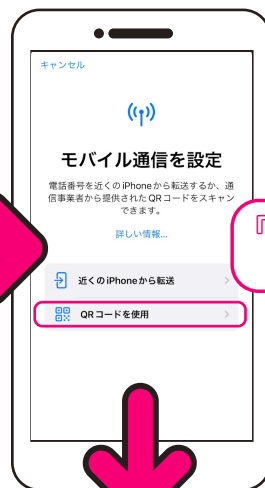 キャンセル
モバイル通信を設定
電話番号を近くのiPhoneから転送するか、通
信事業者から提供されたQRコードをスキャン
できます。
詳しい情報...
近くのiPhoneから転送
QRコードを使用
『